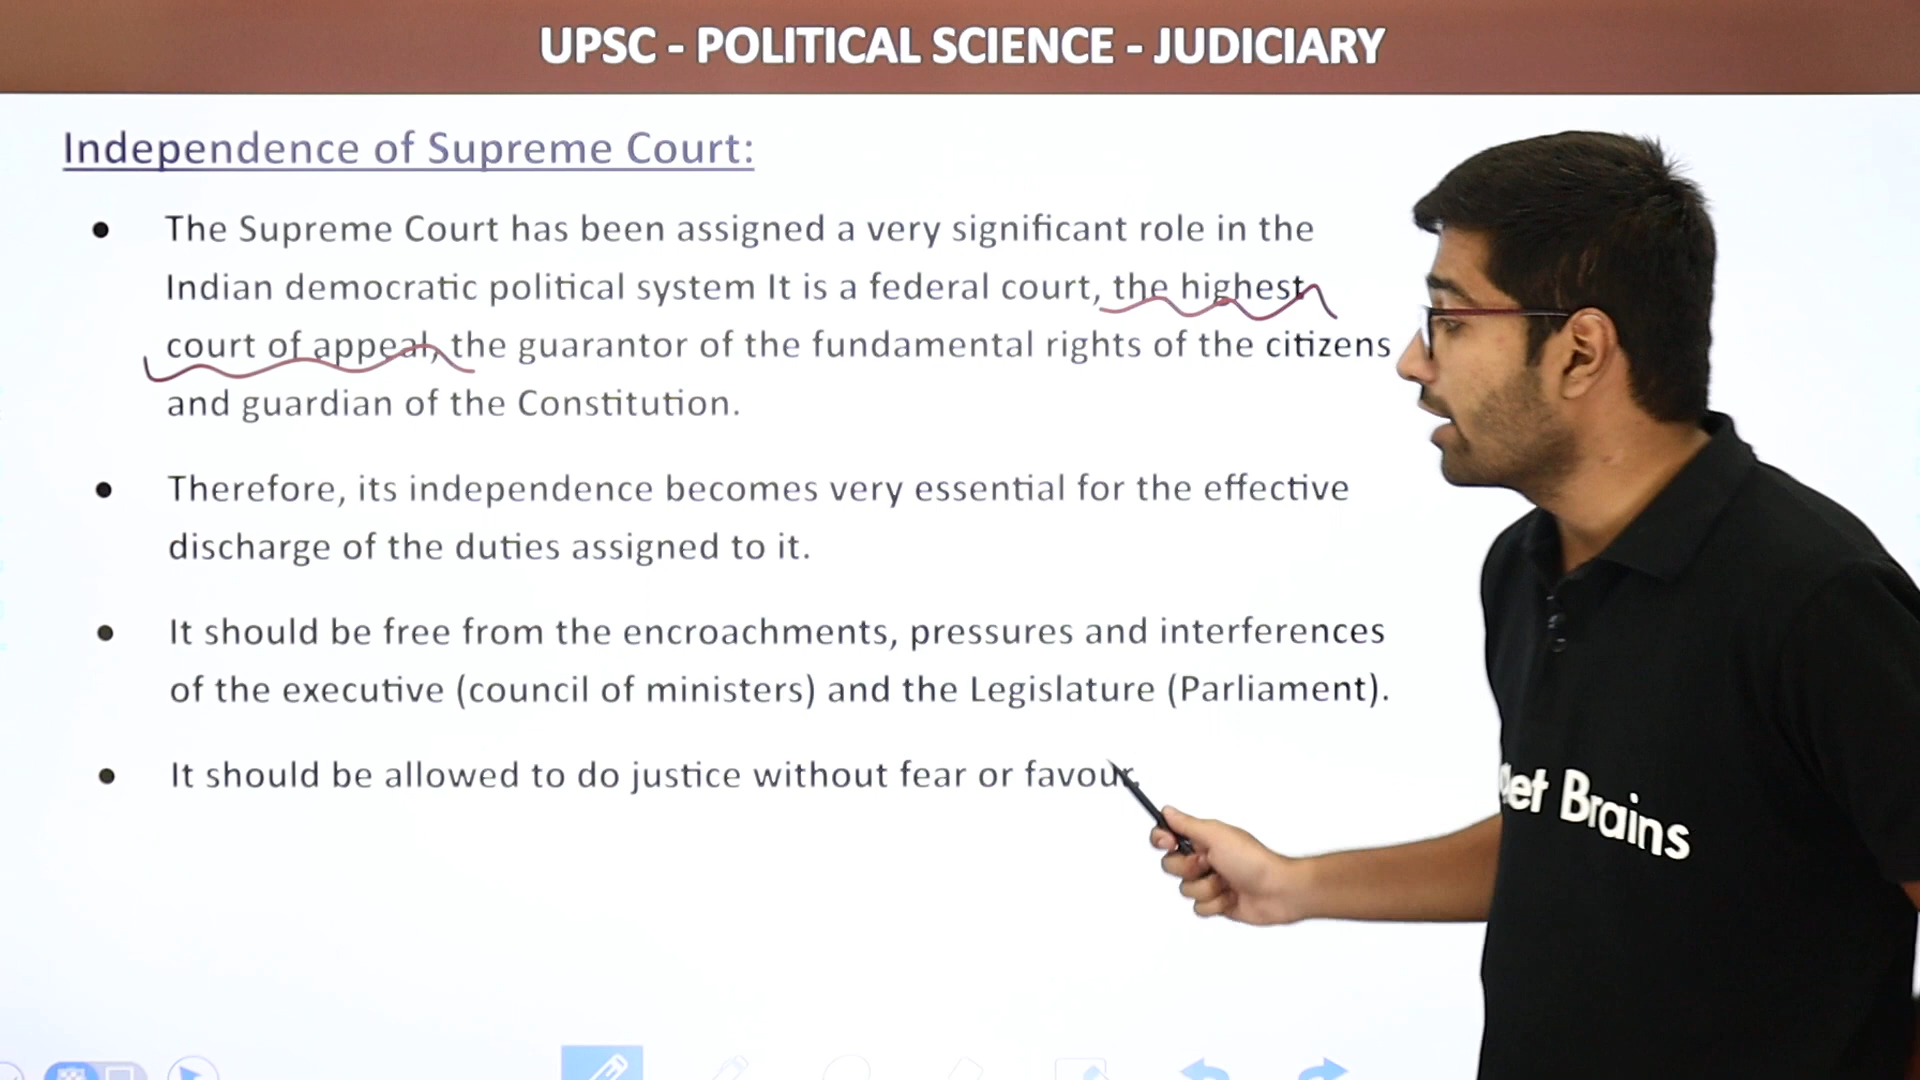 UPSC - POLITICAL SCIENCE - JUDICIARY
Independence of Supreme Court:
● The Supreme Court has been assigned a very significant role in the
Indian democratic political system It is a federal court, the highest
court of appeal, the guarantor of the fundamental rights of the citizens
and guardian of the Constitution.
● Therefore, its independence becomes very essential for the effective
discharge of the duties assigned to it.
● It should be free from the encroachments, pressures and interferences
of the executive (council of ministers) and the Legislature (Parliament).
● It should be allowed to do justice without fear or favour.
Brains